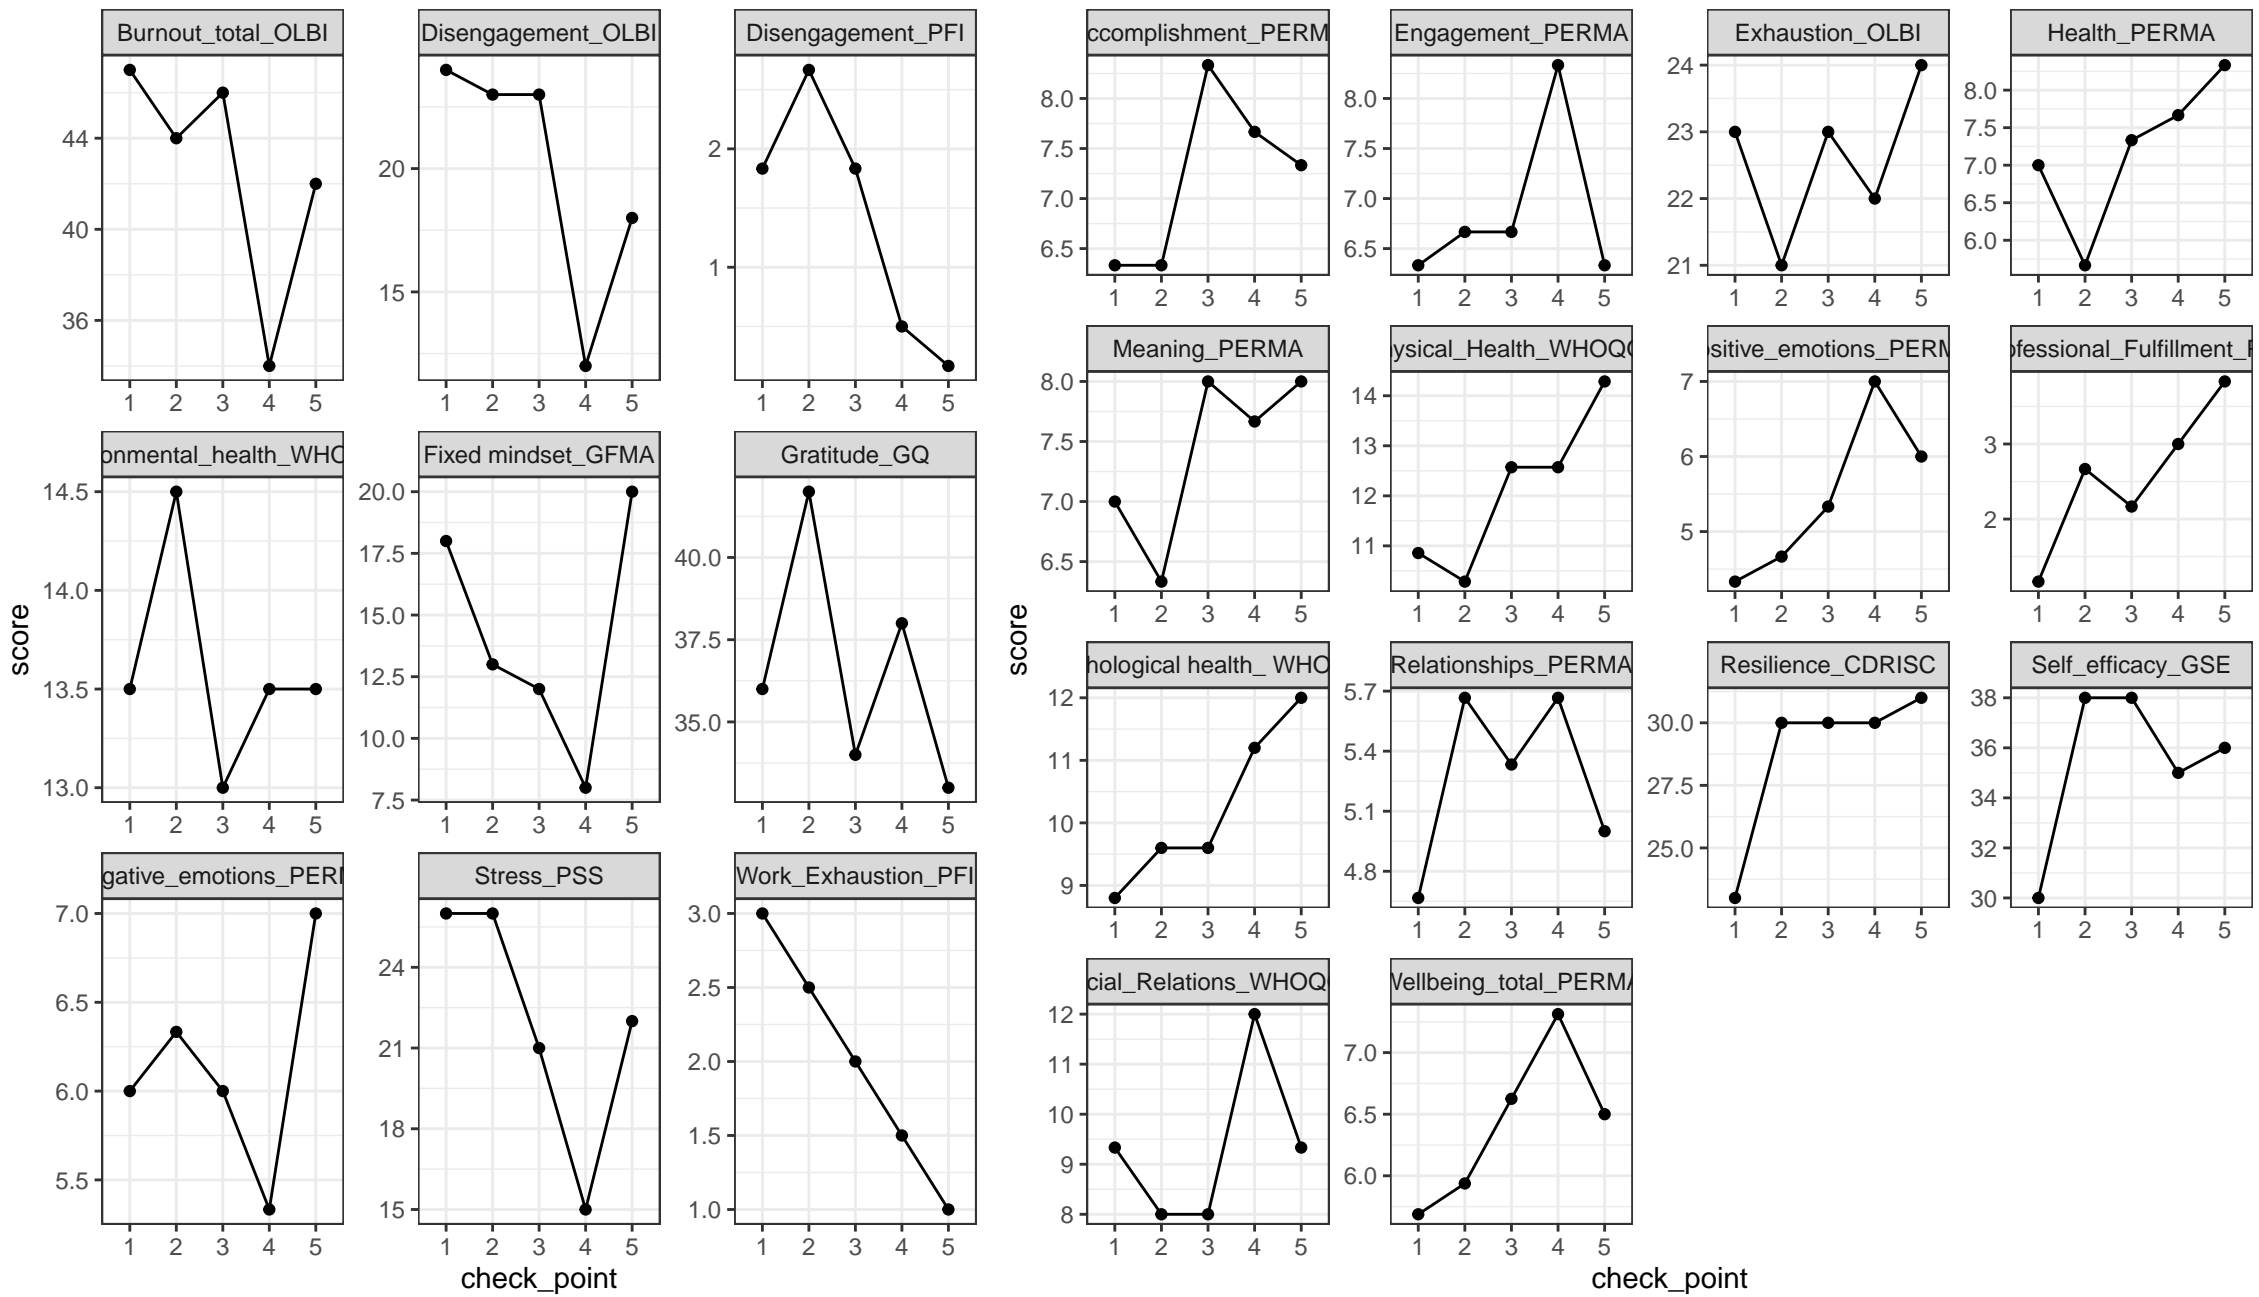 Burnout_total_OLBI
Disengagement_OLBI
Disengagement_PFI
44
40
36
1 2 3 4 5
20
15
1 2 3 4 5
2
1
1 2 3 4 5
onmental_health_WHO
Fixed mindset_GFMA
Gratitude_GQ
14.5
14.0
13.5
13.0
1 2 3 4 5
20.0
17.5
15.0
12.5
10.0
7.5
1 2 3 4 5
40.0
37.5
35.0
1 2 3 4 5
gative_emotions_PER
Stress_PSS
Work_Exhaustion_PFI
7.0
6.5
6.0
5.5
1 2 3 4 5
24
21
18
15
1 2 3 4 5
3.0
2.5
2.0
1.5
1.0
1 2 3 4 5
score
check_point
ccomplishment_PERM
Engagement_PERMA
Exhaustion_OLBI
Health_PERMA
8.0
7.5
7.0
6.5
1 2 3 4 5
8.0
7.5
7.0
6.5
1 2 3 4 5
24
23
22
21
1 2 3 4 5
8.0
7.5
7.0
6.5
6.0
1 2 3 4 5
Meaning_PERMA
ysical_Health_WHOQ
ositive_emotions_PERM
ofessional_Fulfillment_
8.0
7.5
7.0
6.5
1 2 3 4 5
14
13
12
11
1 2 3 4 5
7
6
5
1 2 3 4 5
3
2
1 2 3 4 5
hological health_ WHO
Relationships_PERMA
Resilience_CDRISC
Self_efficacy_GSE
12
11
10
9
1 2 3 4 5
5.7
5.4
5.1
4.8
1 2 3 4 5
30.0
27.5
25.0
1 2 3 4 5
38
36
34
32
30
1 2 3 4 5
cial_Relations_WHOQ
Wellbeing_total_PERMA
12
11
10
9
8
1 2 3 4 5
7.0
6.5
6.0
1 2 3 4 5
score
check_point